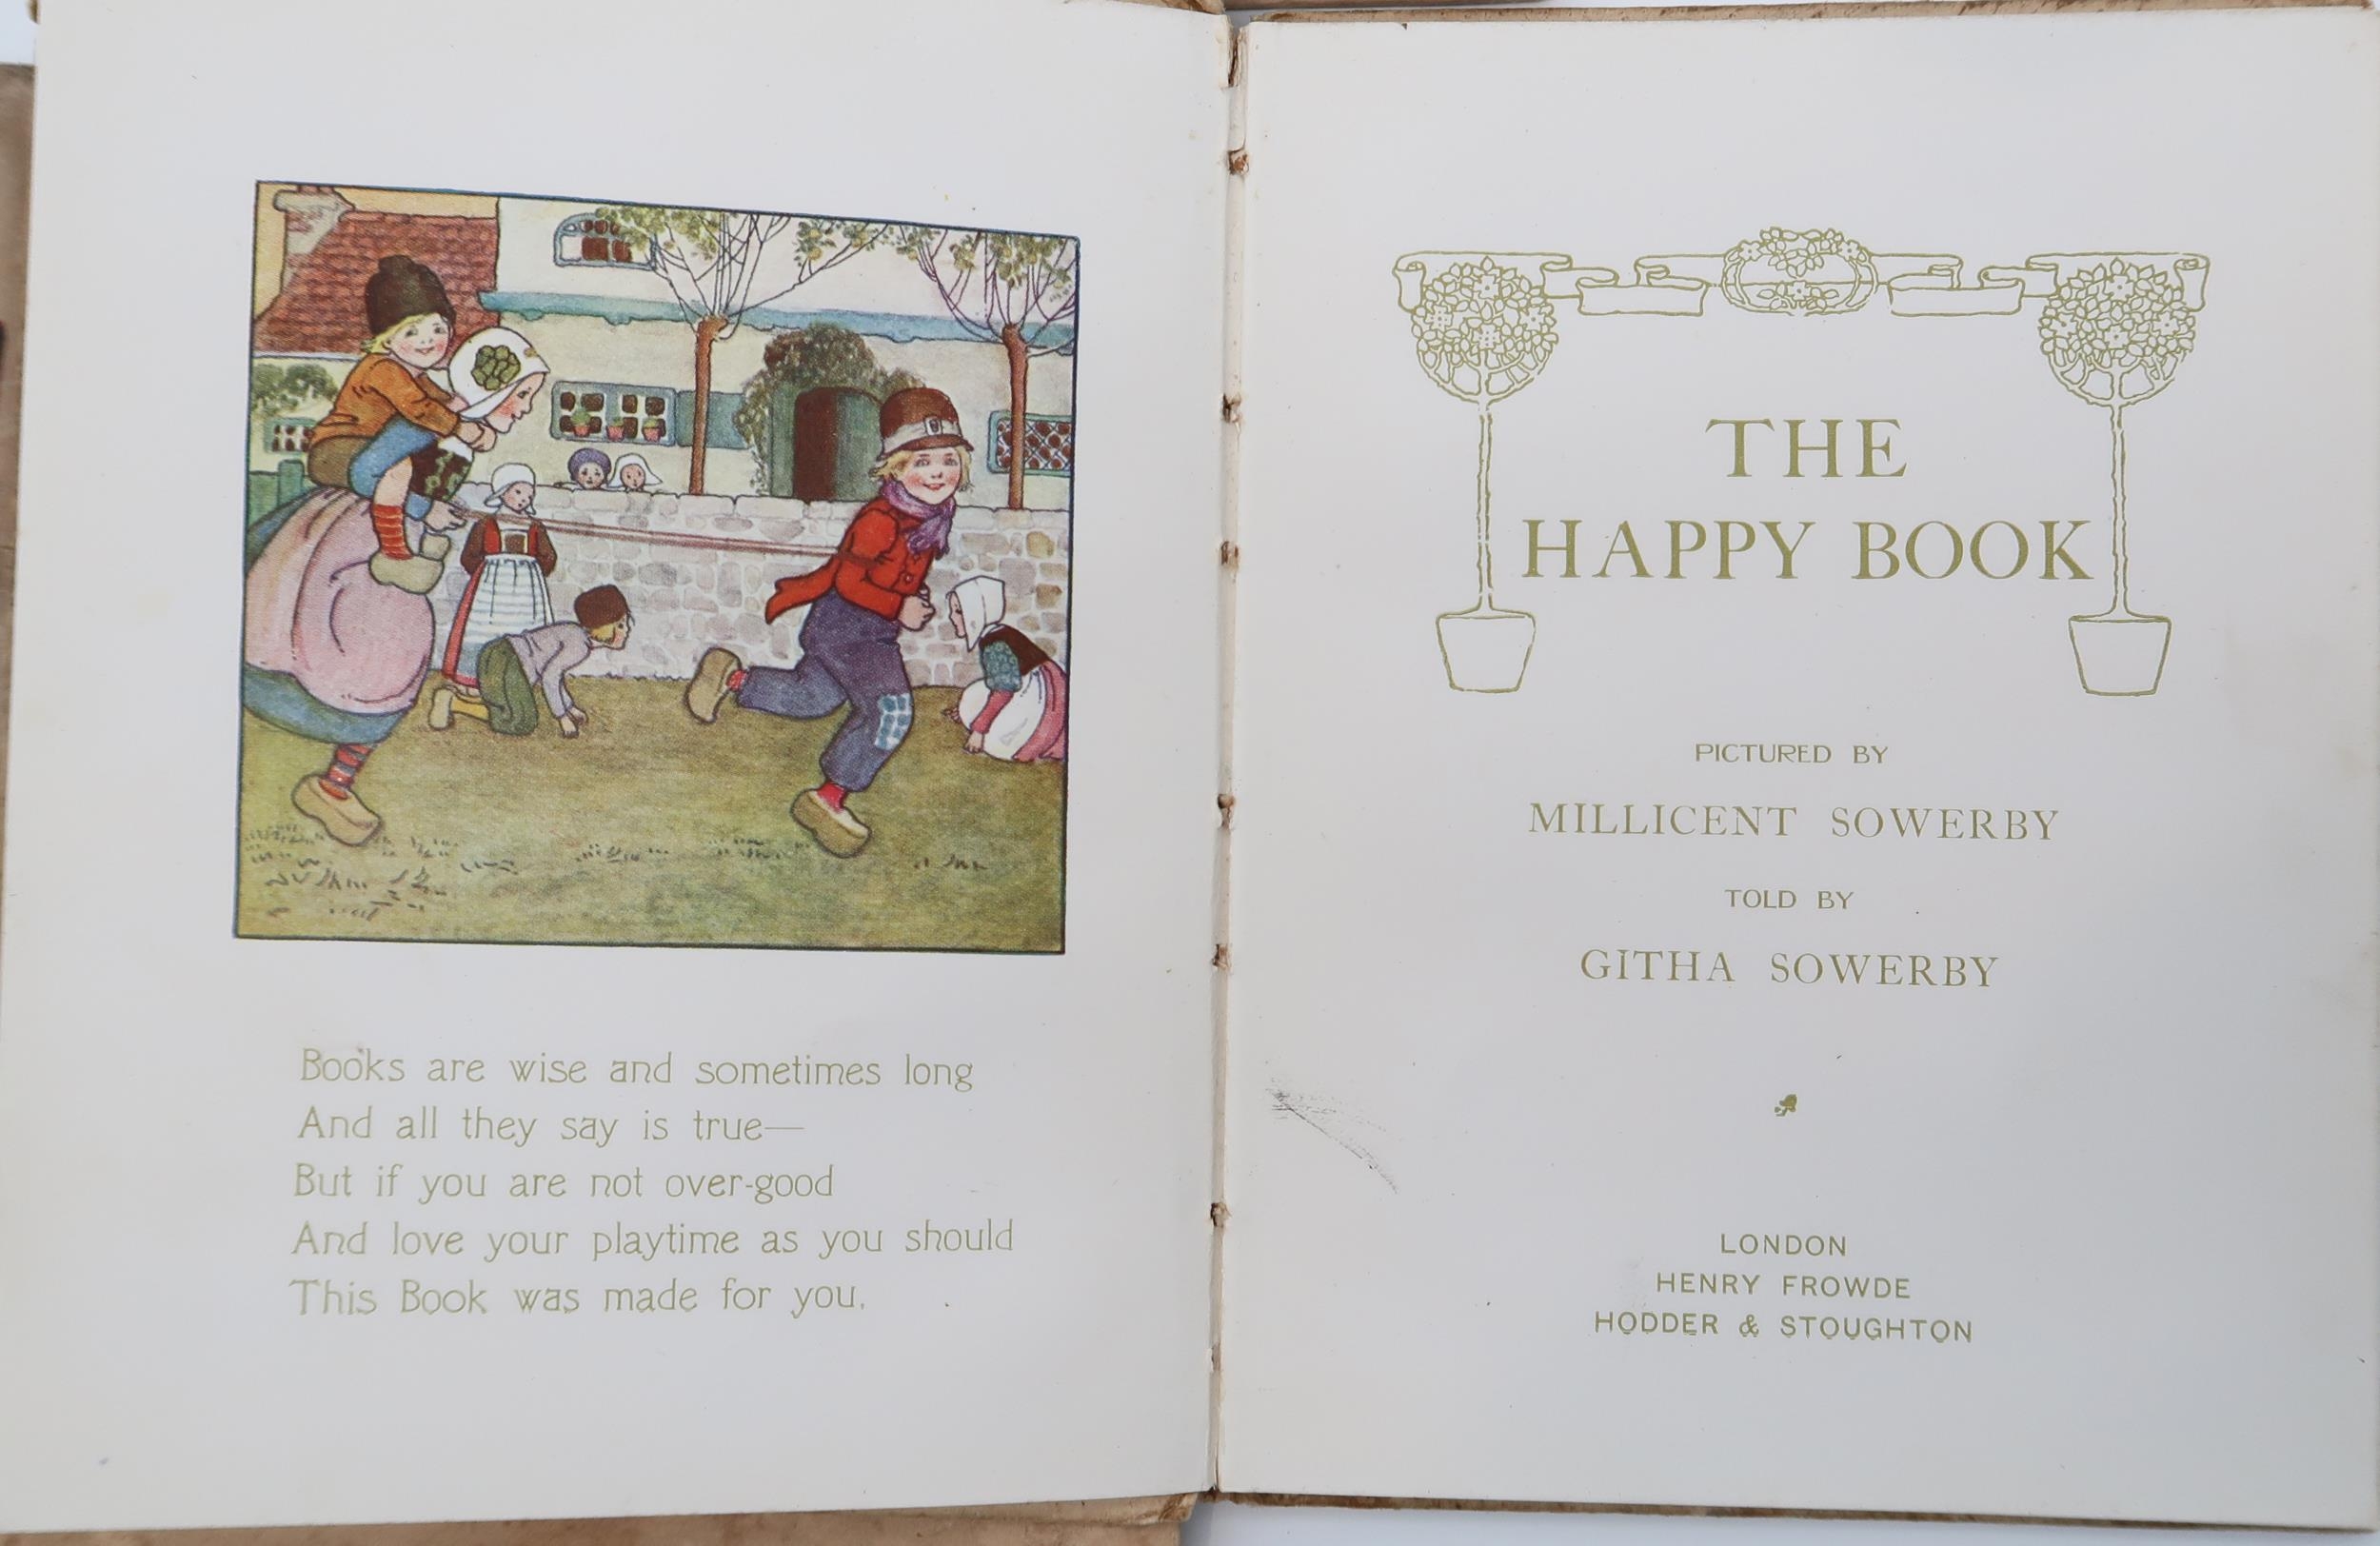 Books are wise and sometimes long
And all they say is true—
But if you are not over-good
And love your playtime as you should
This Book was made for you.
THE
HAPPY BOOK
PICTURED BY
MILLICENT SOWERBY
TOLD BY
GITHA SOWERBY
LONDON
HENRY FROWDE
HODDER & STOUGHTON